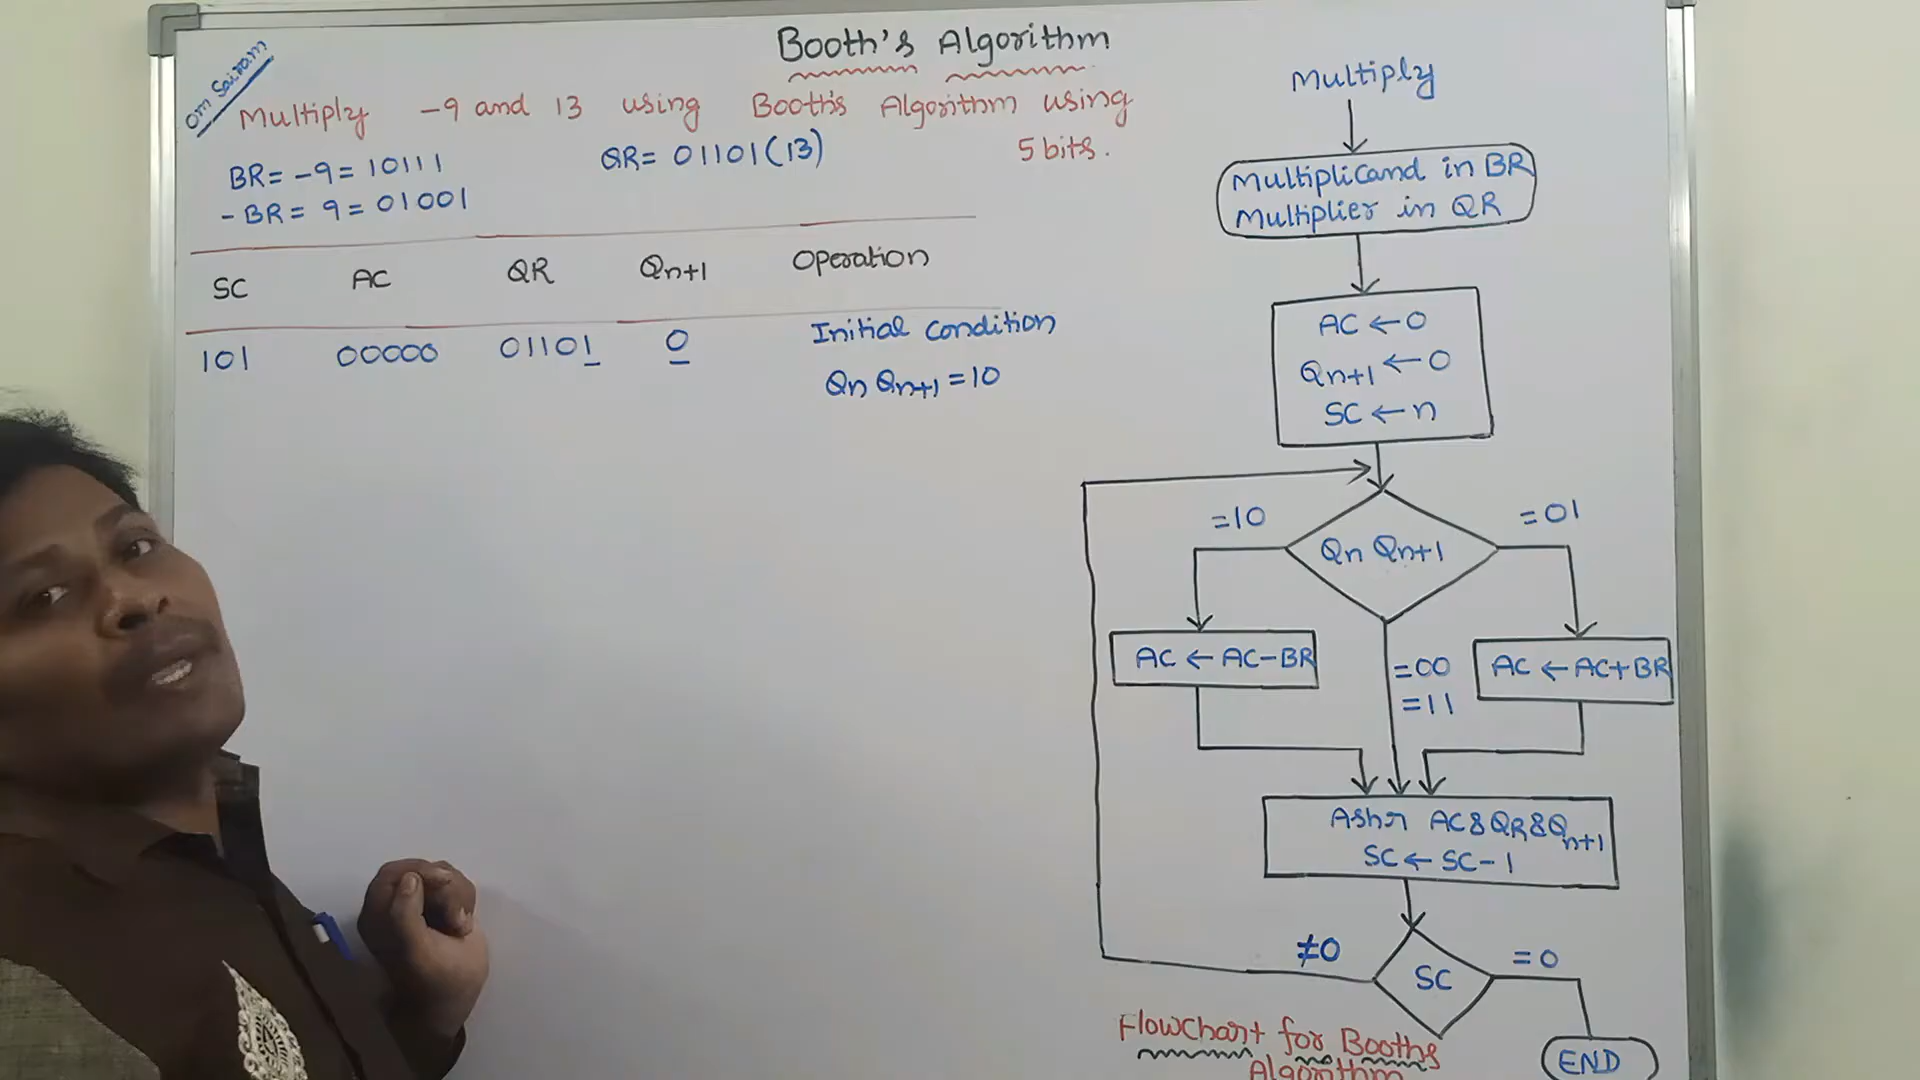 Booth's Algorithm
Om Sairam
Multiply -9 and 13 using Booth's Algorithm using
5 bits.
BR = -9 = 10111
QR = 01101 (13)
-BR = 9 = 01001
SC AC QR Qn+1 Operation
101 00000 01101 0 Initial condition
Qn Qn+1 = 10
Multiply
Multiplicand in BR
Multiplier in QR
AC ← 0
Qn+1 ← 0
SC ← n
Qn Qn+1
=10
=01
AC ← AC-BR
=00
=11
AC ← AC+BR
Ashr AC&QR&Qn+1
SC ← SC-1
≠0
SC
=0
END
Flowchart for Booths
Algorithm